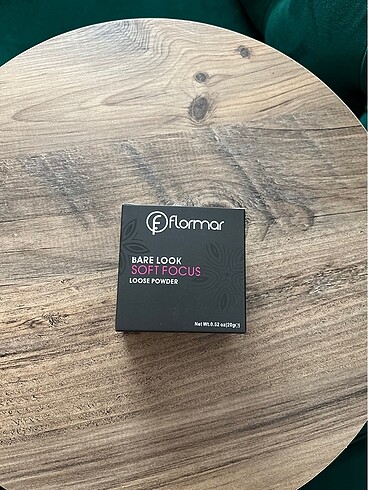 flormar
BARE LOOK
SOFT FOCUS
LOOSE POWDER
Net Wt.0.52 oz(20g℮)